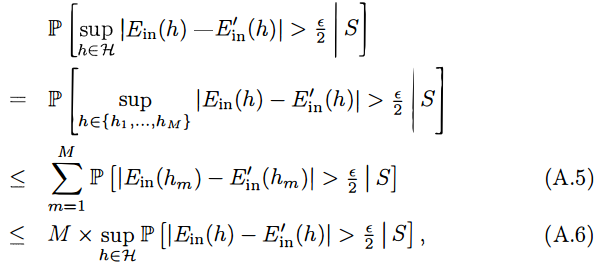 ℙ [ sup_{h∈ℋ} |E_in(h) — E′_in(h)| > ε/2 | S ]
= ℙ [ sup_{h∈{h_1,...,h_M}} |E_in(h) − E′_in(h)| > ε/2 | S ]
≤ ∑_{m=1}^{M} ℙ [ |E_in(h_m) − E′_in(h_m)| > ε/2 | S ] (A.5)
≤ M × sup_{h∈ℋ} ℙ [ |E_in(h) − E′_in(h)| > ε/2 | S ] , (A.6)